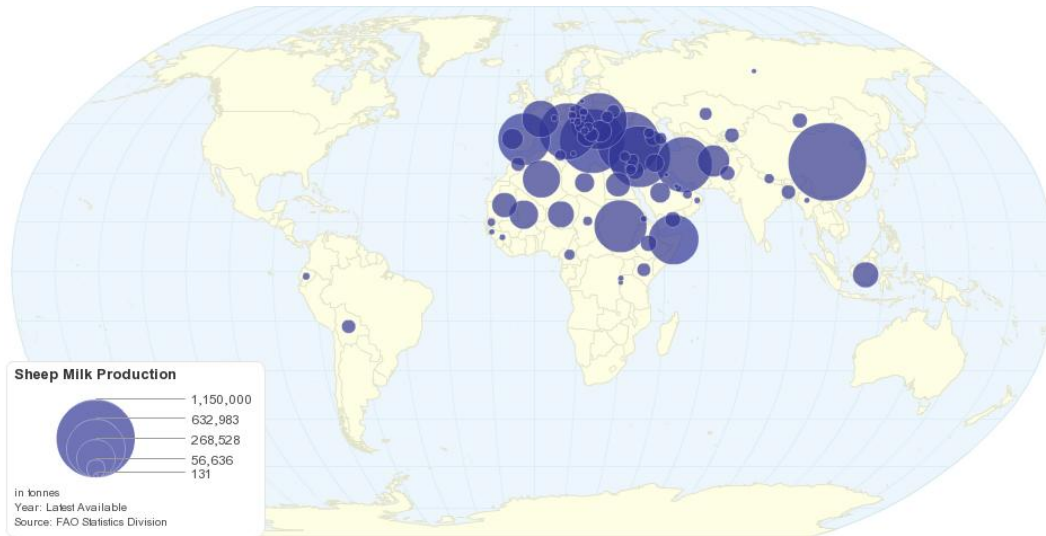 Sheep Milk Production
1,150,000
632,983
268,528
56,636
131
in tonnes
Year: Latest Available
Source: FAO Statistics Division